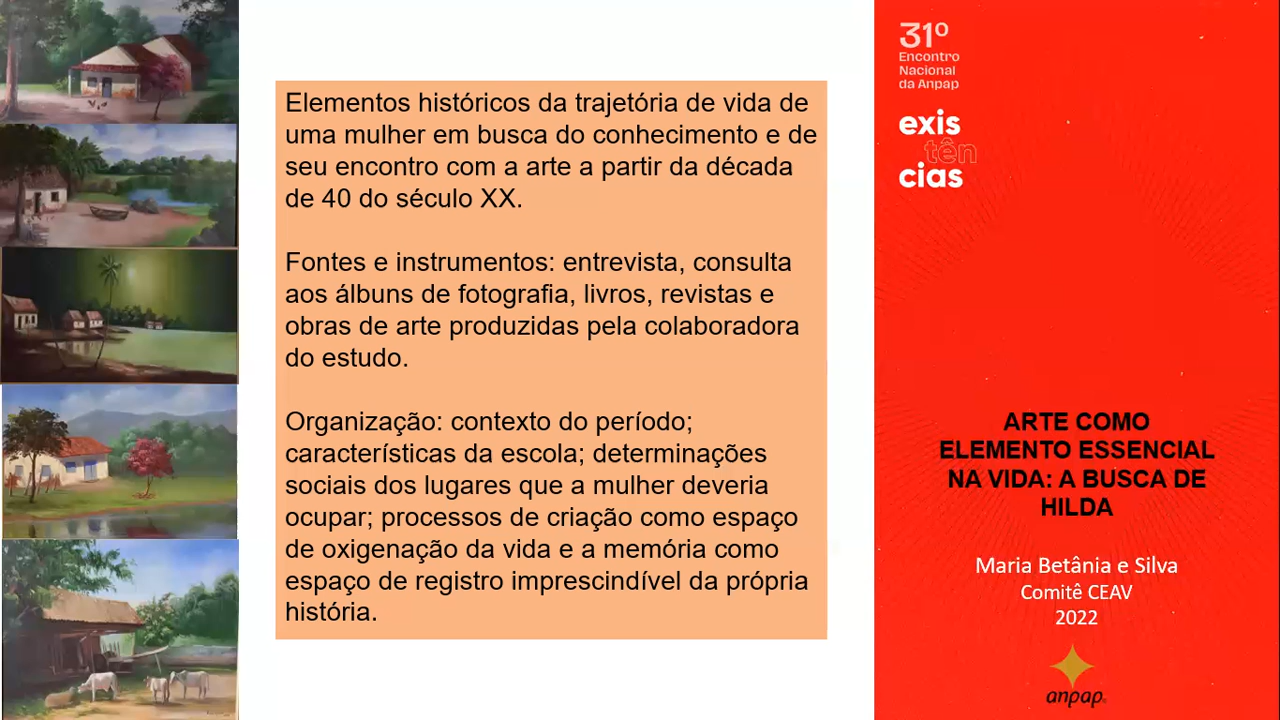 Elementos históricos da trajetória de vida de
uma mulher em busca do conhecimento e de
seu encontro com a arte a partir da década
de 40 do século XX.
Fontes e instrumentos: entrevista, consulta
aos álbuns de fotografia, livros, revistas e
obras de arte produzidas pela colaboradora
do estudo.
Organização: contexto do período;
características da escola; determinações
sociais dos lugares que a mulher deveria
ocupar; processos de criação como espaço
de oxigenação da vida e a memória como
espaço de registro imprescindível da própria
história.
31º
Encontro
Nacional
da Anpap
exis
tên
cias
ARTE COMO
ELEMENTO ESSENCIAL
NA VIDA: A BUSCA DE
HILDA
Maria Betânia e Silva
Comitê CEAV
2022
anpap